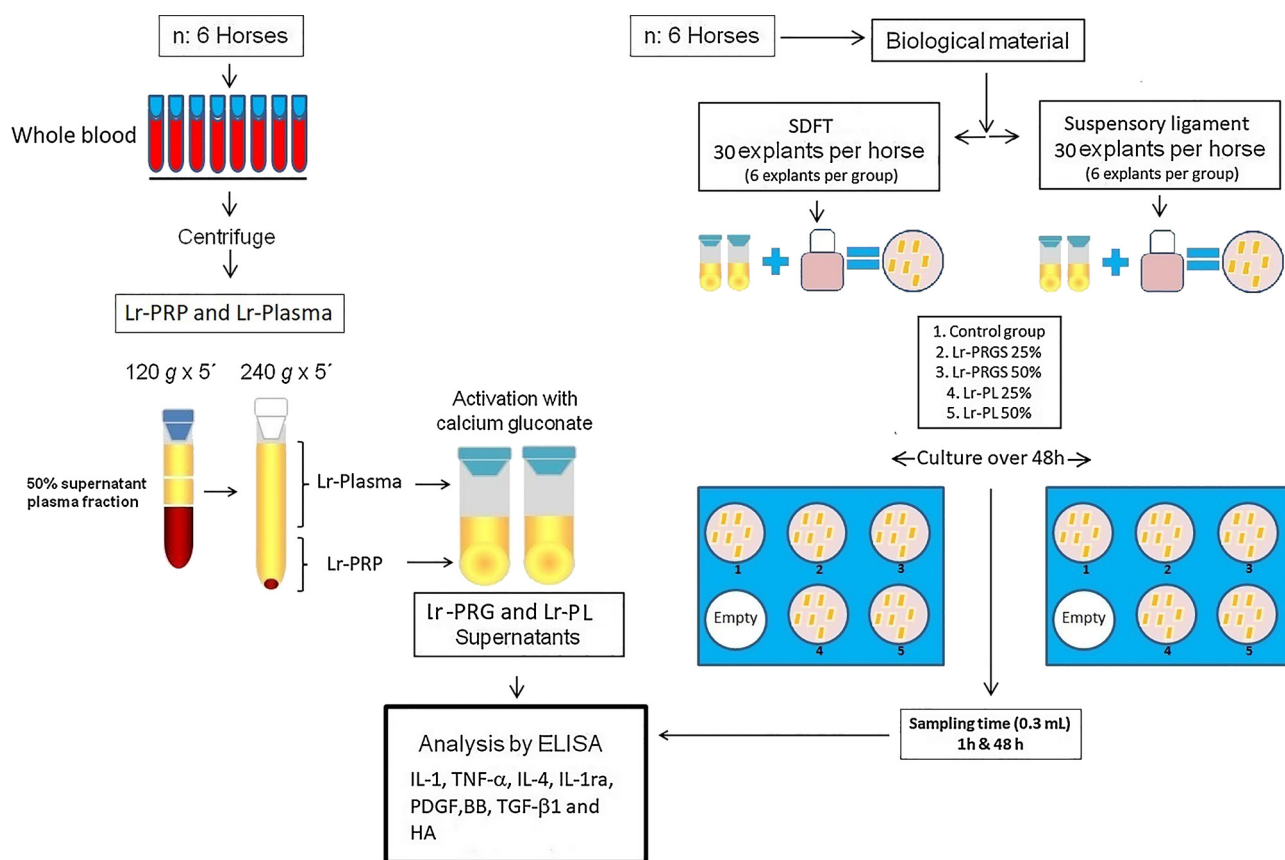 n: 6 Horses
Whole blood
Centrifuge
Lr-PRP and Lr-Plasma
120 g x 5´
240 g x 5´
50% supernatant
plasma fraction
Lr-Plasma
Lr-PRP
Activation with
calcium gluconate
lr-PRG and Lr-PL
Supernatants
Analysis by ELISA
IL-1, TNF-α, IL-4, IL-1ra,
PDGF,BB, TGF-β1 and
HA
n: 6 Horses
Biological material
SDFT
30 explants per horse
(6 explants per group)
Suspensory ligament
30 explants per horse
(6 explants per group)
1. Control group
2. Lr-PRGS 25%
3. Lr-PRGS 50%
4. Lr-PL 25%
5. Lr-PL 50%
Culture over 48h
1
2
3
Empty
4
5
1
2
3
Empty
4
5
Sampling time (0.3 mL)
1h & 48 h